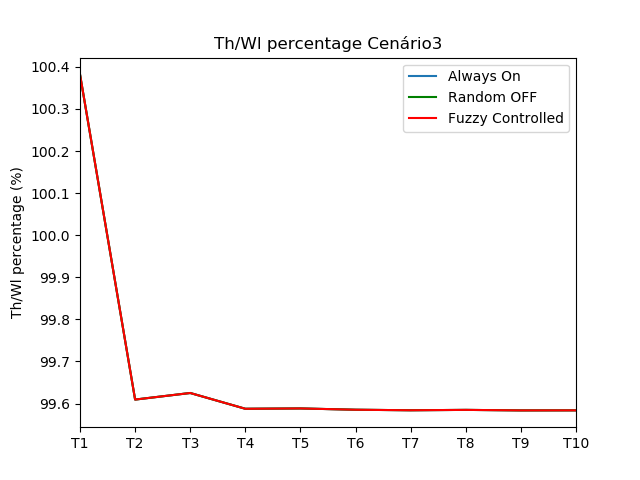 Th/Wl percentage Cenário3
Th/Wl percentage (%)
100.4
100.3
100.2
100.1
100.0
99.9
99.8
99.7
99.6
T1 T2 T3 T4 T5 T6 T7 T8 T9 T10
Always On
Random OFF
Fuzzy Controlled